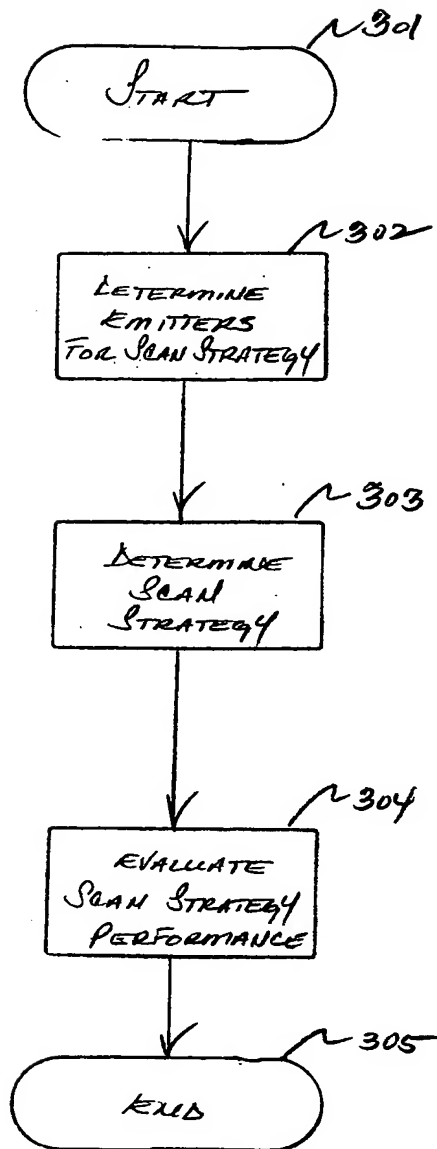 301
START
302
DETERMINE
EMITTERS
FOR SCAN STRATEGY
303
DETERMINE
SCAN
STRATEGY
304
EVALUATE
SCAN STRATEGY
PERFORMANCE
305
END